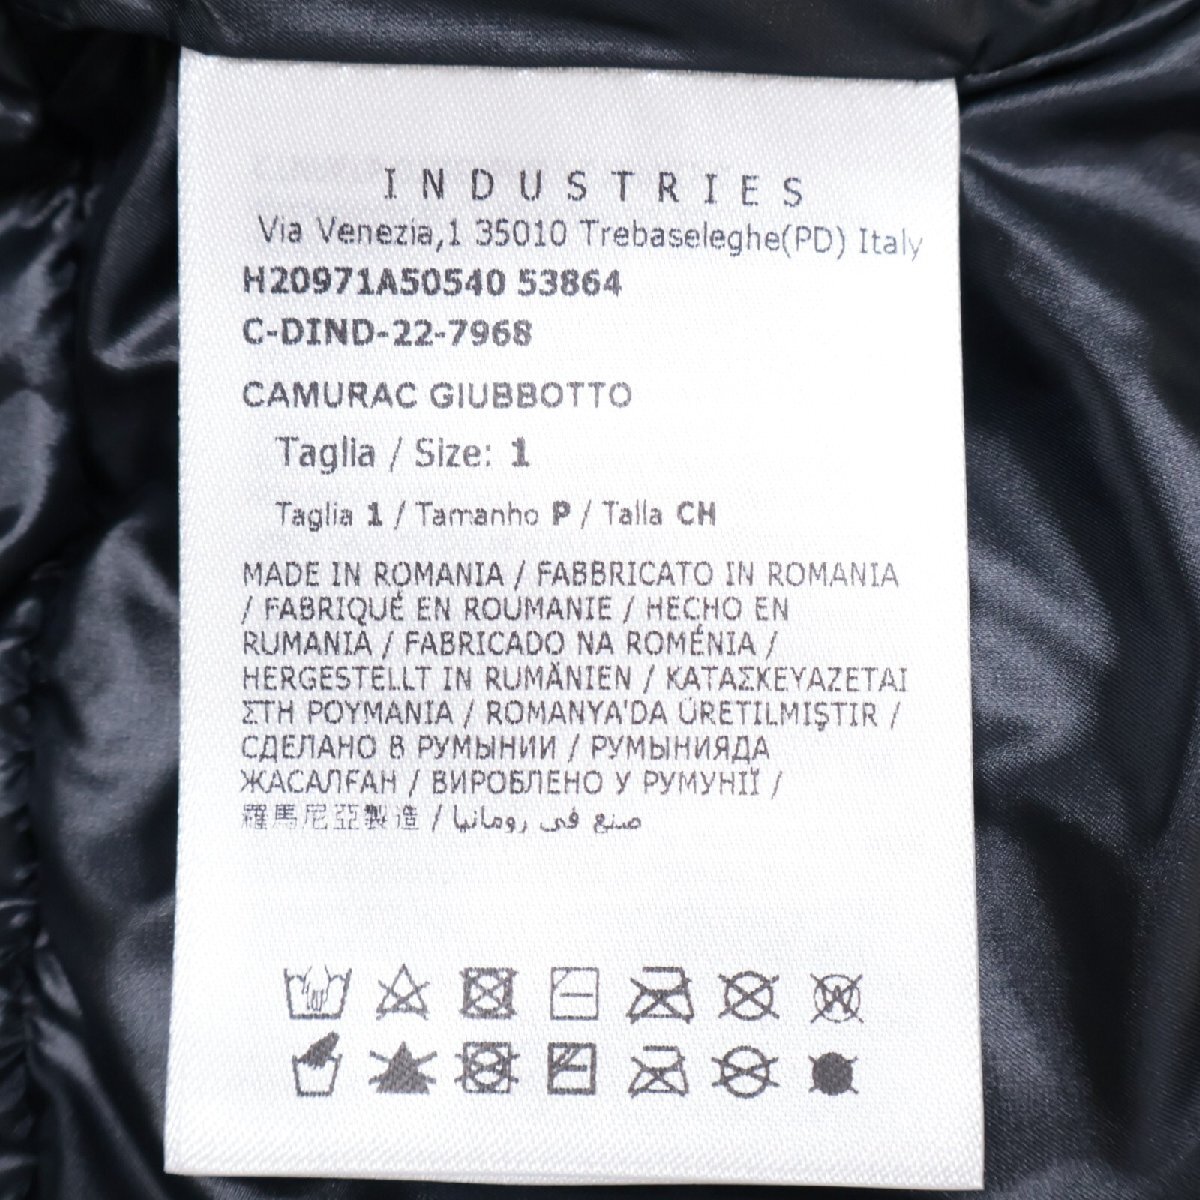 INDUSTRIES
Via Venezia,1 35010 Trebaseleghe(PD) Italy
H20971A50540 53864
C-DIND-22-7968
CAMURAC GIUBBOTTO
Taglia / Size: 1
Taglia 1 / Tamanho P / Talla CH
MADE IN ROMANIA / FABBRICATO IN ROMANIA
/ FABRIQUÉ EN ROUMANIE / HECHO EN
RUMANIA / FABRICADO NA ROMÉNIA /
HERGESTELLT IN RUMÄNIEN / ΚΑΤΑΣΚΕΥΑΖΕΤΑΙ
ΣΤΗ ΡΟΥΜΑΝΙΑ / ROMANYA'DA ÜRETILMIŞTIR /
СДЕЛАНО В РУМЫНИИ / РУМЫНИЯДА
ЖАСАЛҒАН / ВИРОБЛЕНО У РУМУНІЇ /
羅馬尼亞製造 / صنع في رومانيا